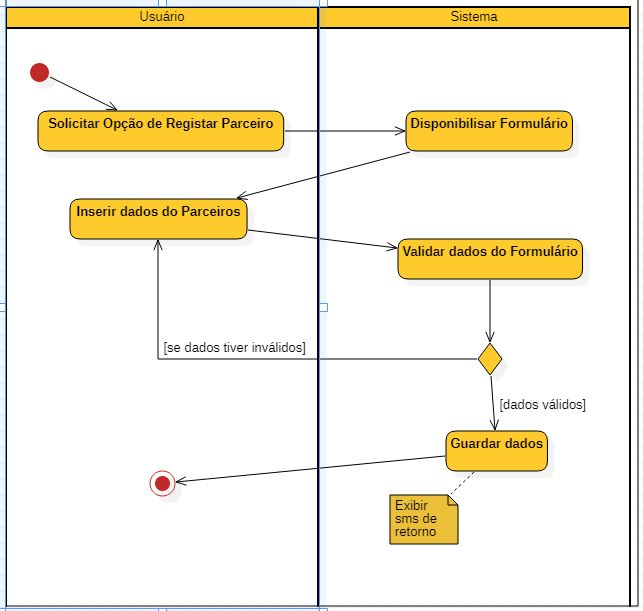 Usuário
Sistema
Solicitar Opção de Registar Parceiro
Disponibilisar Formulário
Inserir dados do Parceiros
Validar dados do Formulário
[se dados tiver inválidos]
[dados válidos]
Guardar dados
Exibir
sms de
retorno